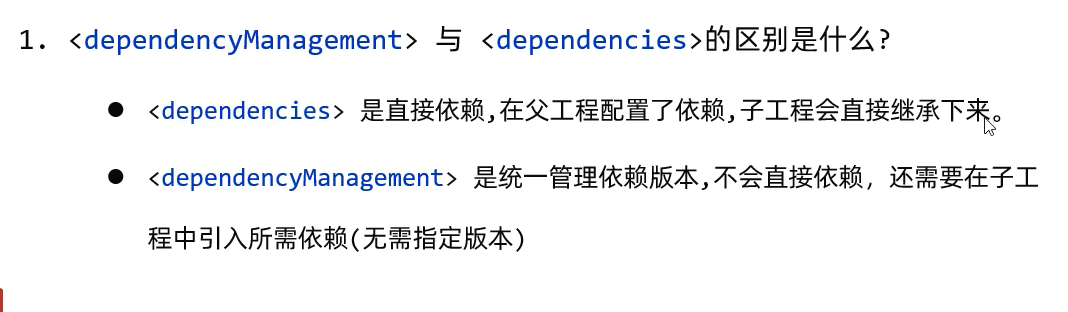 1. <dependencyManagement> 与 <dependencies>的区别是什么?
● <dependencies> 是直接依赖,在父工程配置了依赖,子工程会直接继承下来。
● <dependencyManagement> 是统一管理依赖版本,不会直接依赖，还需要在子工
程中引入所需依赖(无需指定版本)